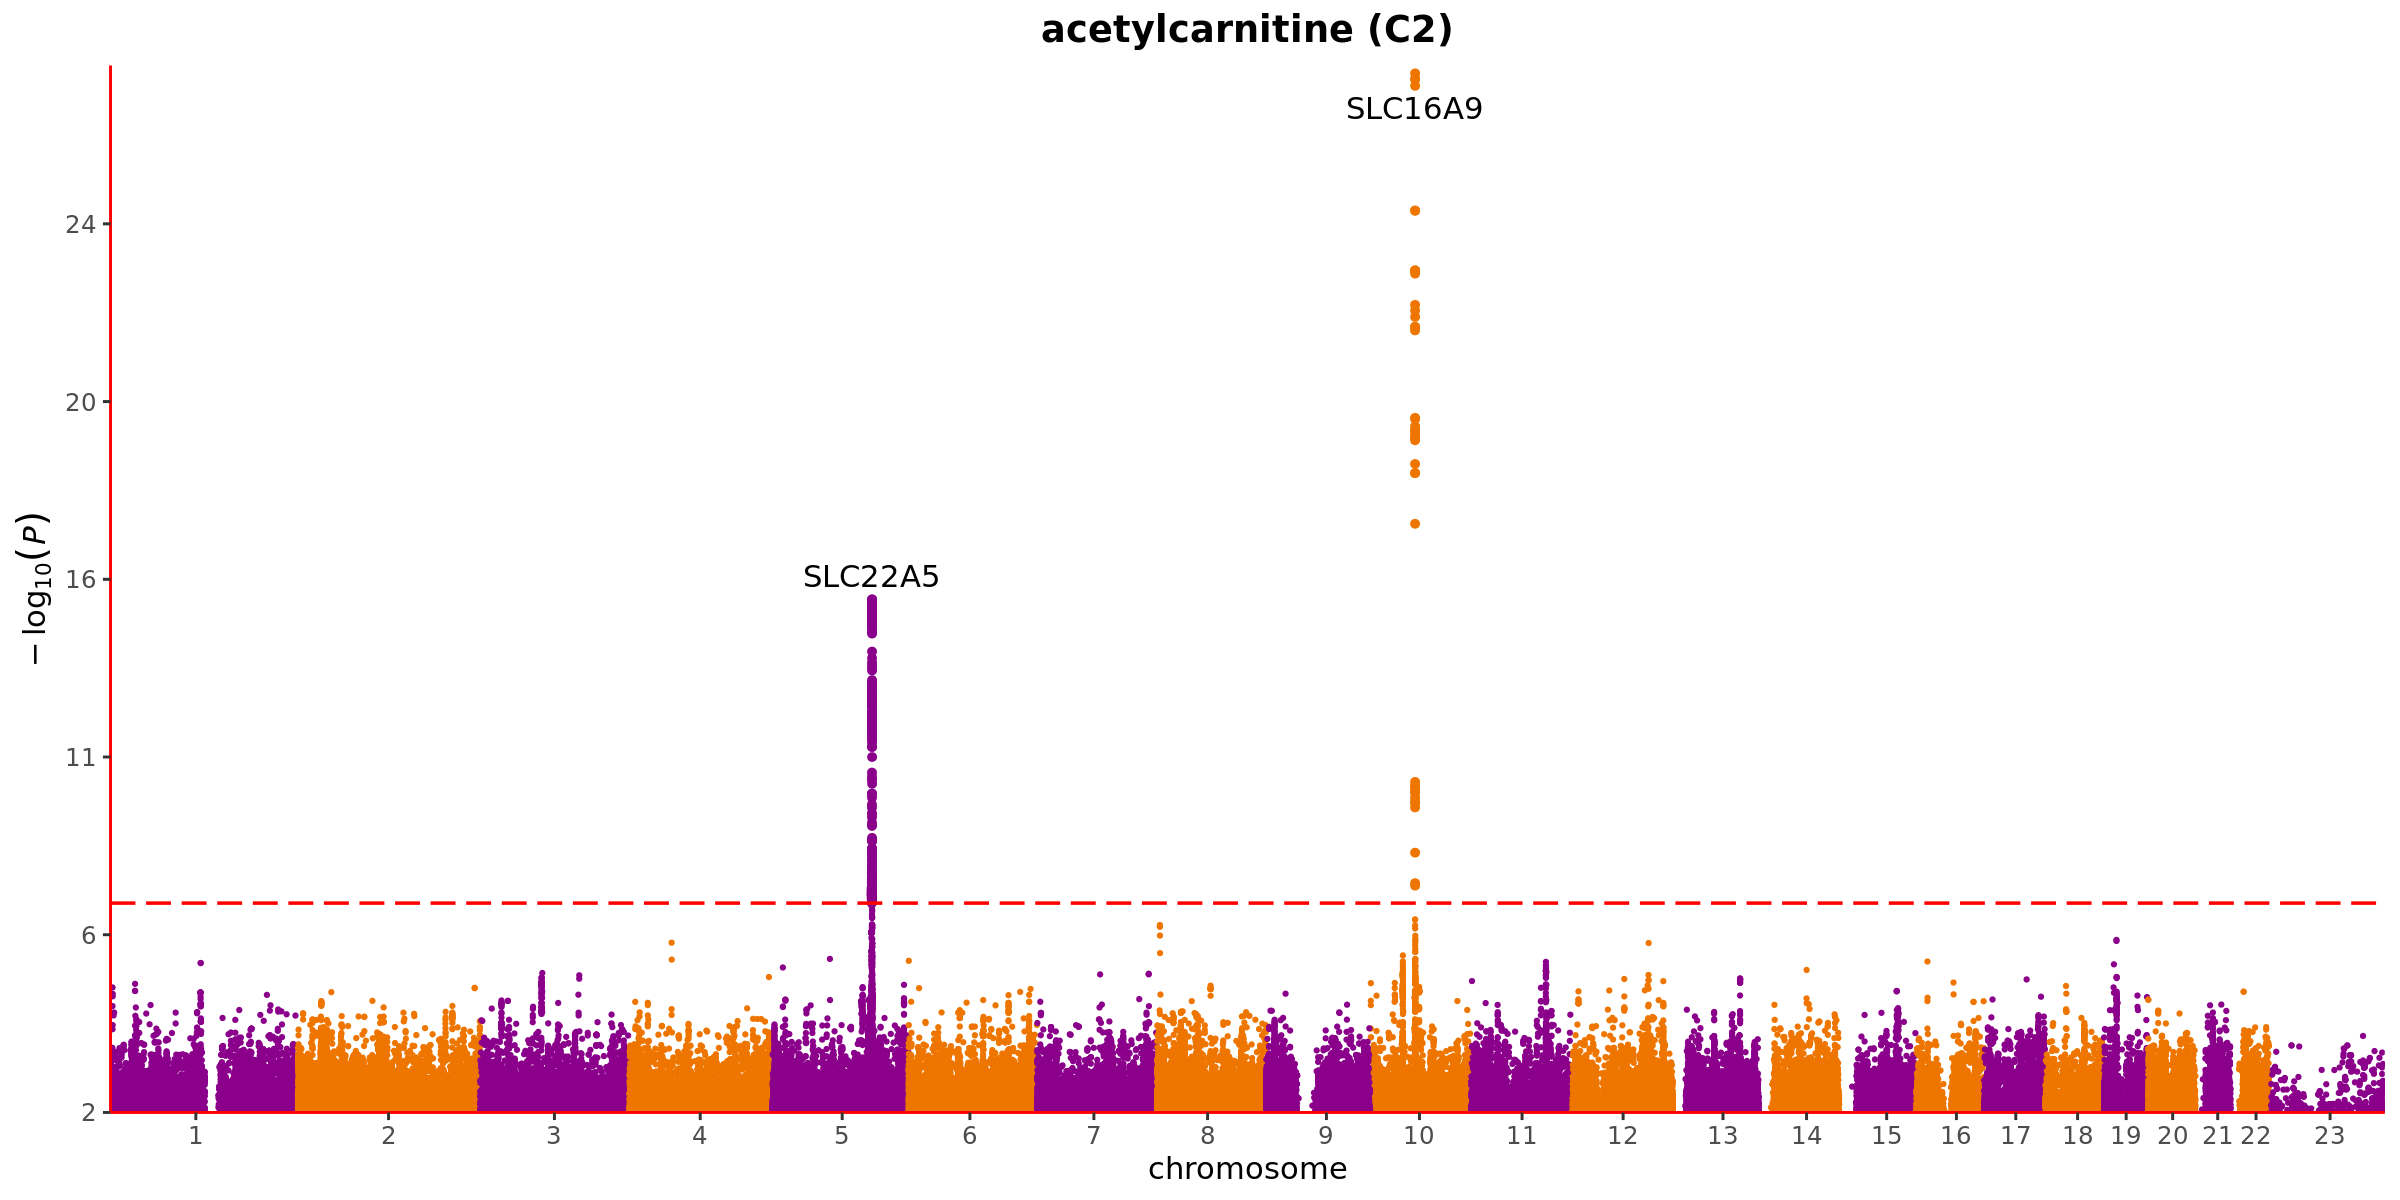 acetylcarnitine (C2)
SLC16A9
24
20
SLC22A5
16
− log10(P)
11
6
2
1 2 3 4 5 6 7 8 9 10 11 12 13 14 15 16 17 18 19 20 21 22 23
chromosome